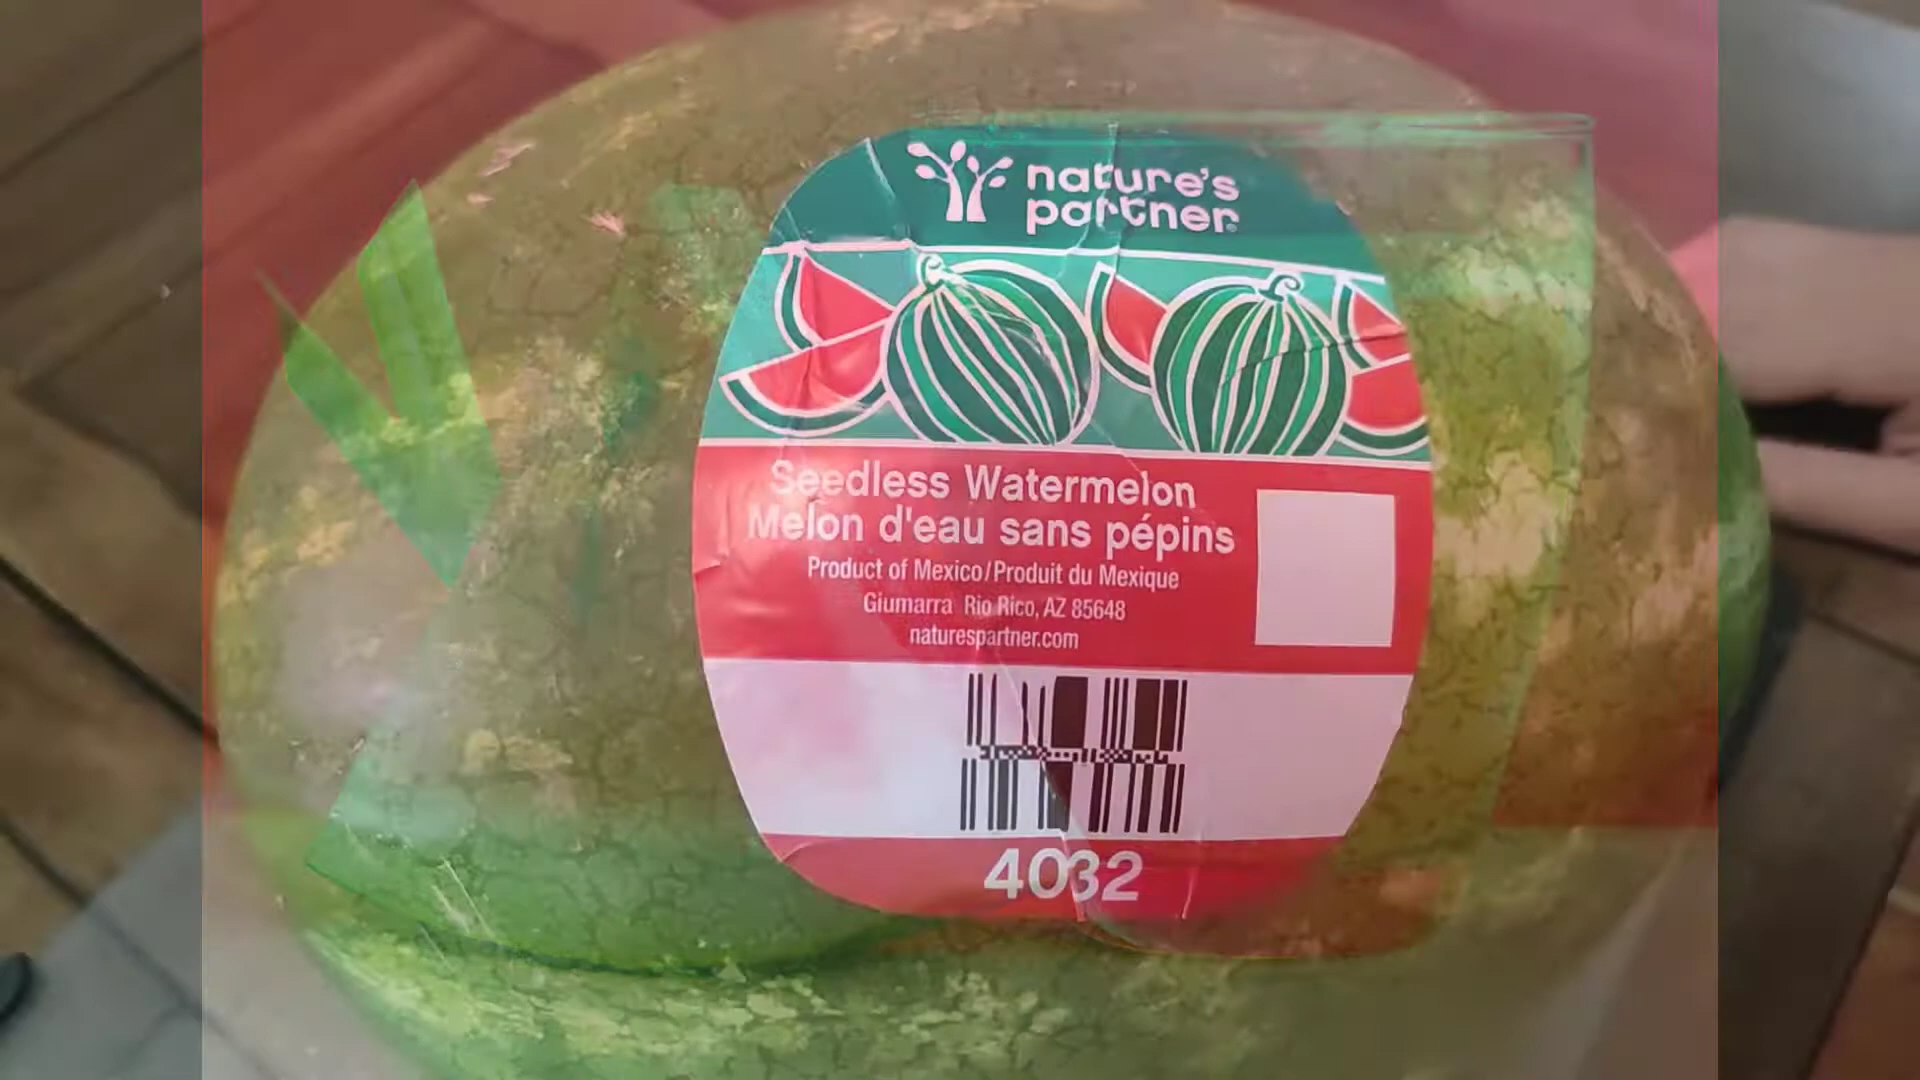 nature's
partner
Seedless Watermelon
Melon d'eau sans pépins
Product of Mexico/Produit du Mexique
Giumarra Rio Rico, AZ 85648
naturespartner.com
4032